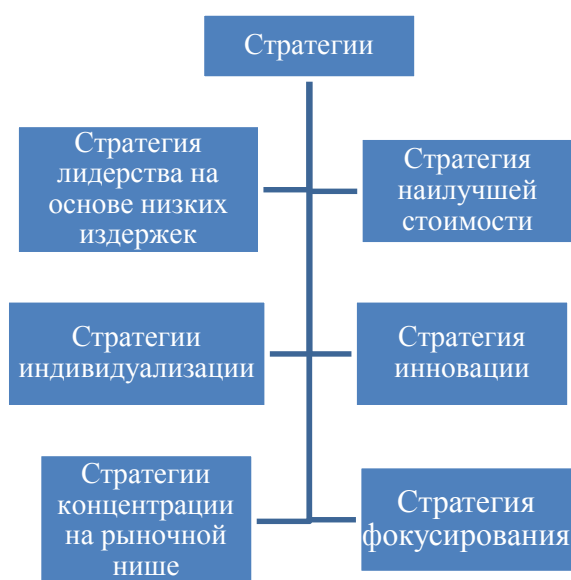 Стратегии
Стратегия
лидерства на
основе низких
издержек
Стратегия
наилучшей
стоимости
Стратегии
индивидуализации
Стратегия
инновации
Стратегии
концентрации
на рыночной
нише
Стратегия
фокусирования